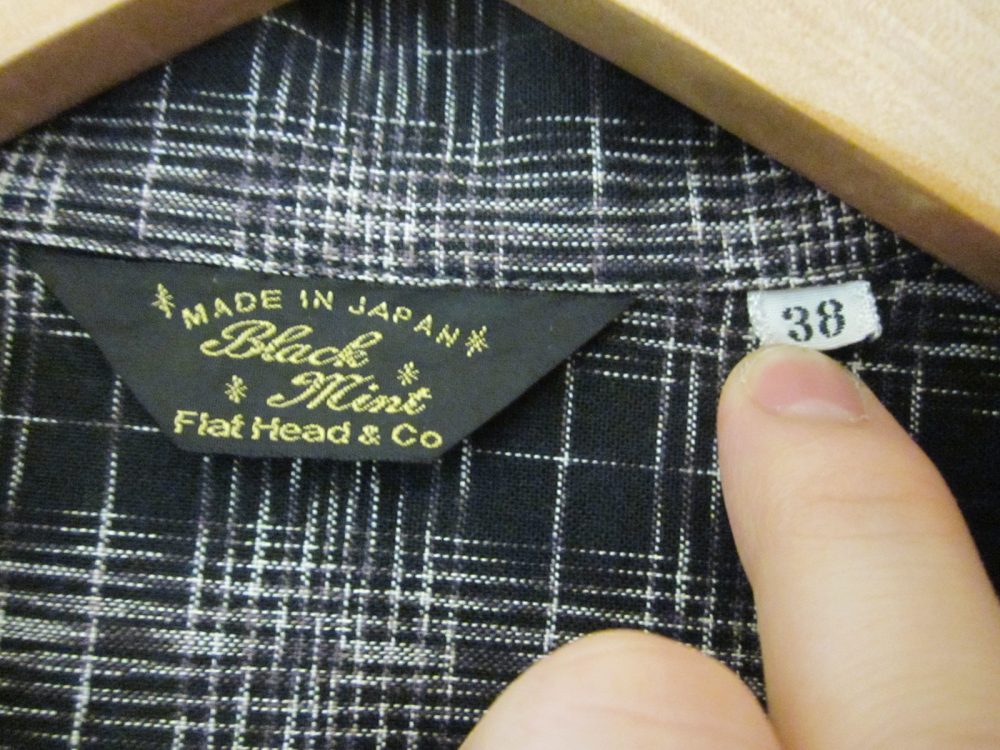 MADE IN JAPAN
Black
Mint
Flat Head & Co
38